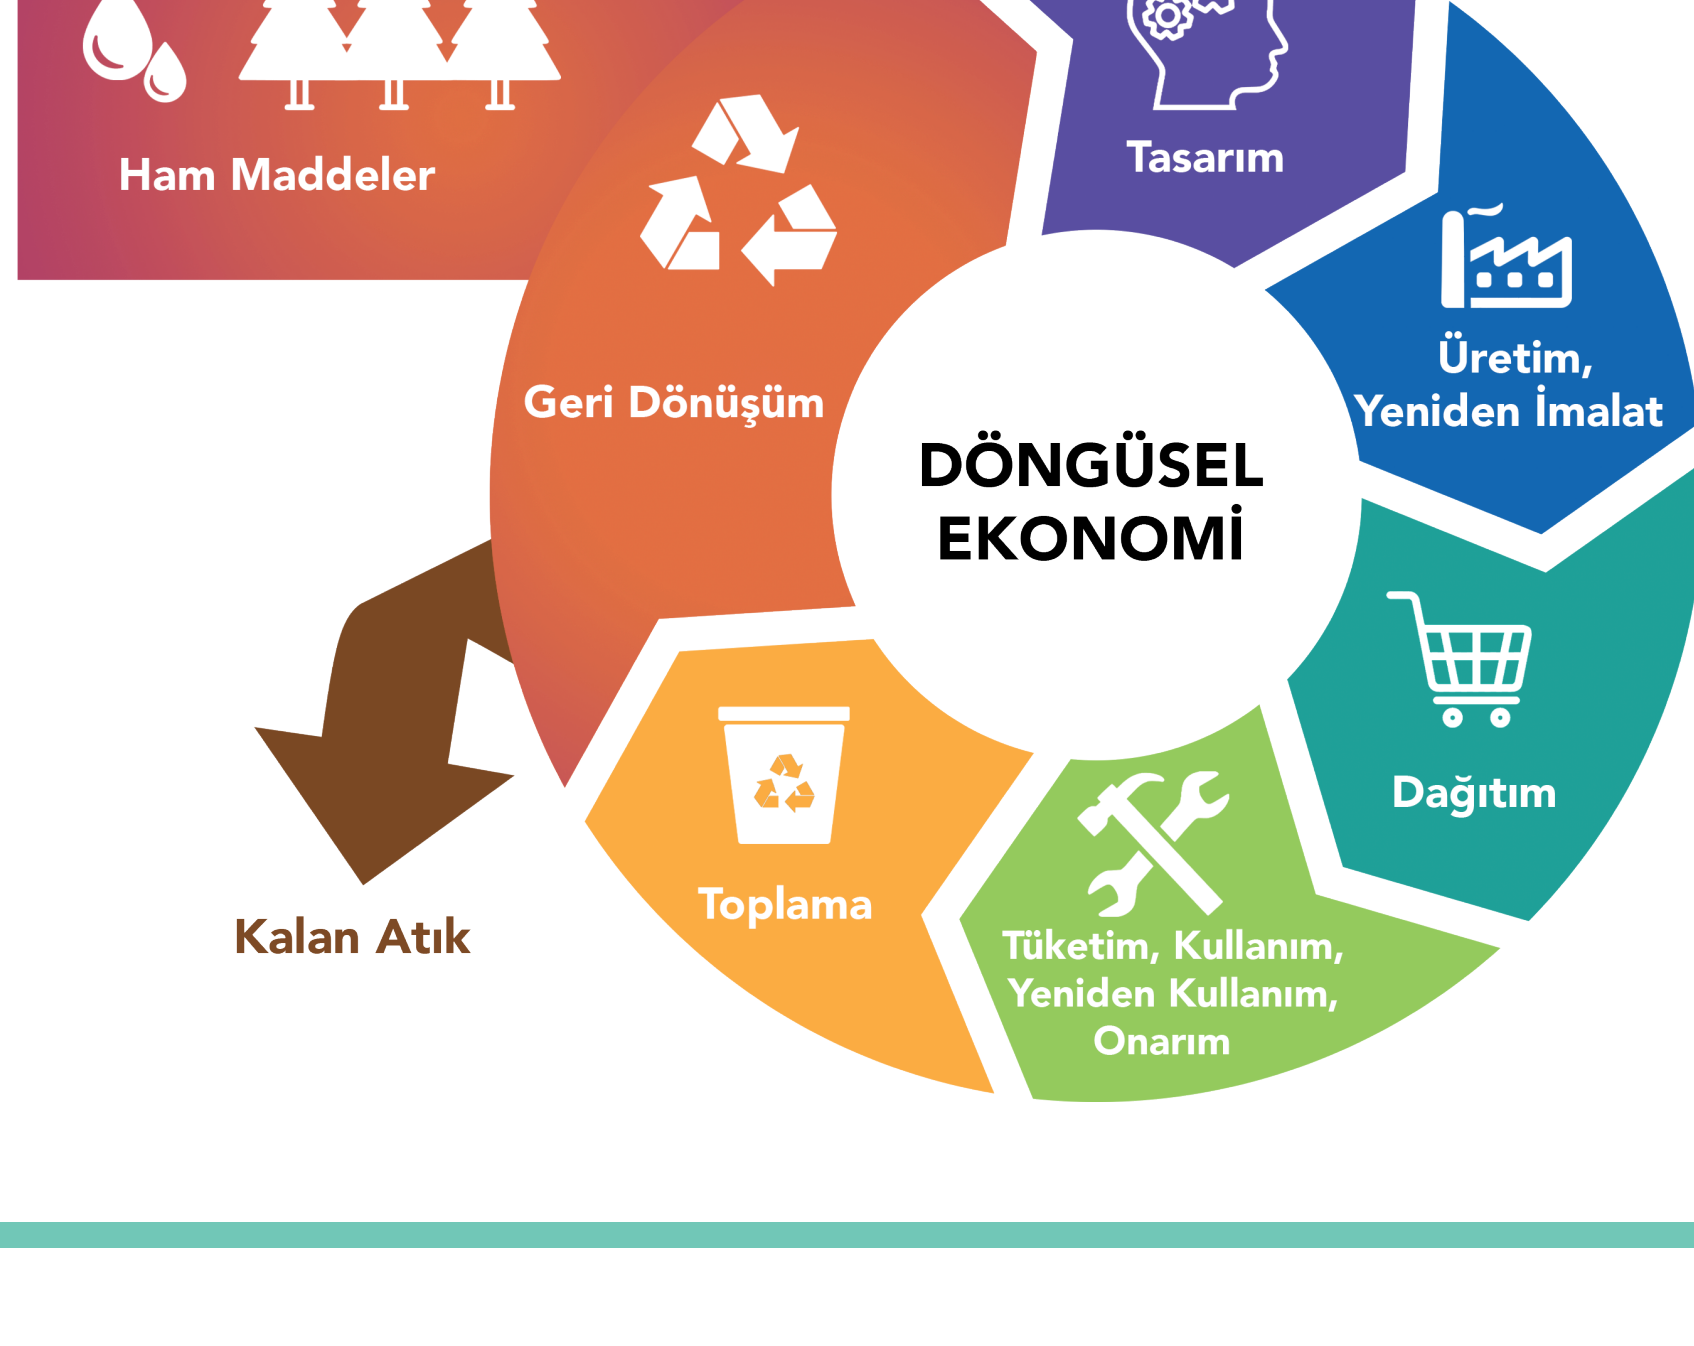 Ham Maddeler
Tasarım
Üretim,
Yeniden İmalat
Geri Dönüşüm
DÖNGÜSEL
EKONOMİ
Dağıtım
Toplama
Tüketim, Kullanım,
Yeniden Kullanım,
Onarım
Kalan Atık